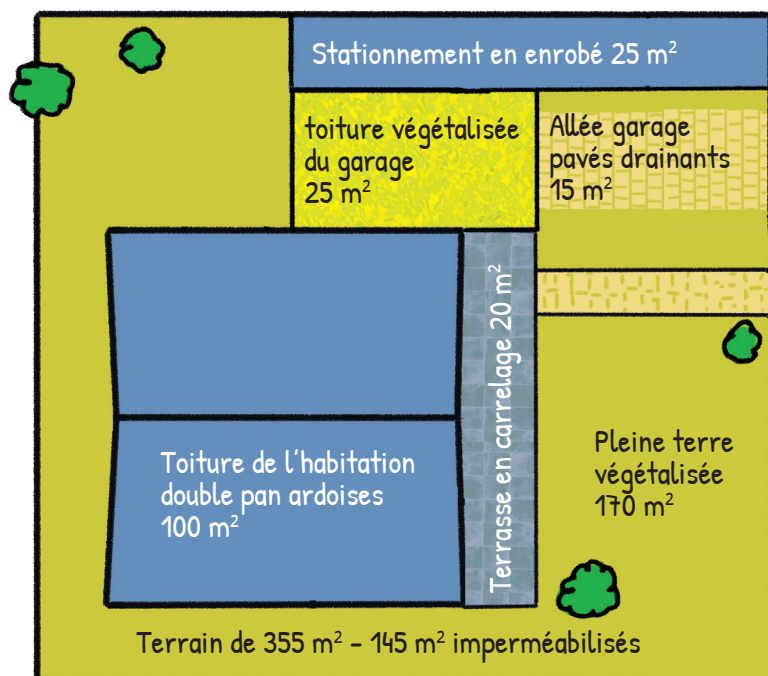 Stationnement en enrobé 25 m²
toiture végétalisée
du garage
25 m²
Allée garage
pavés drainants
15 m²
Terrasse en carrelage 20 m²
Toiture de l'habitation
double pan ardoises
100 m²
Pleine terre
végétalisée
170 m²
Terrain de 355 m² – 145 m² imperméabilisés